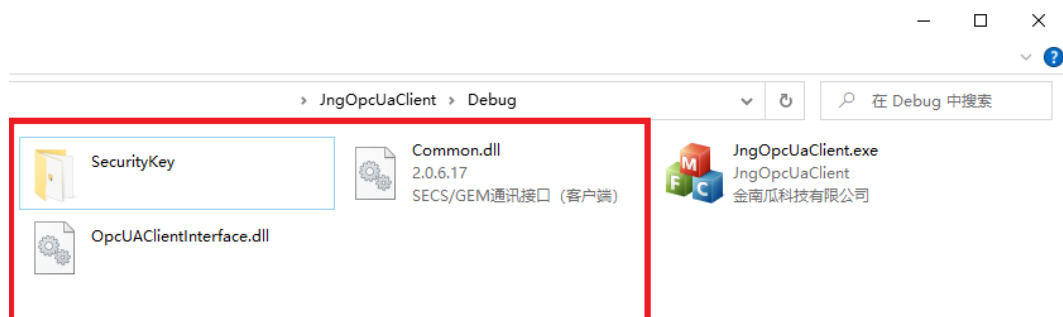 › JngOpcUaClient › Debug
在 Debug 中搜索
SecurityKey
Common.dll
2.0.6.17
SECS/GEM通讯接口（客户端）
JngOpcUaClient.exe
JngOpcUaClient
金南瓜科技有限公司
OpcUAClientInterface.dll